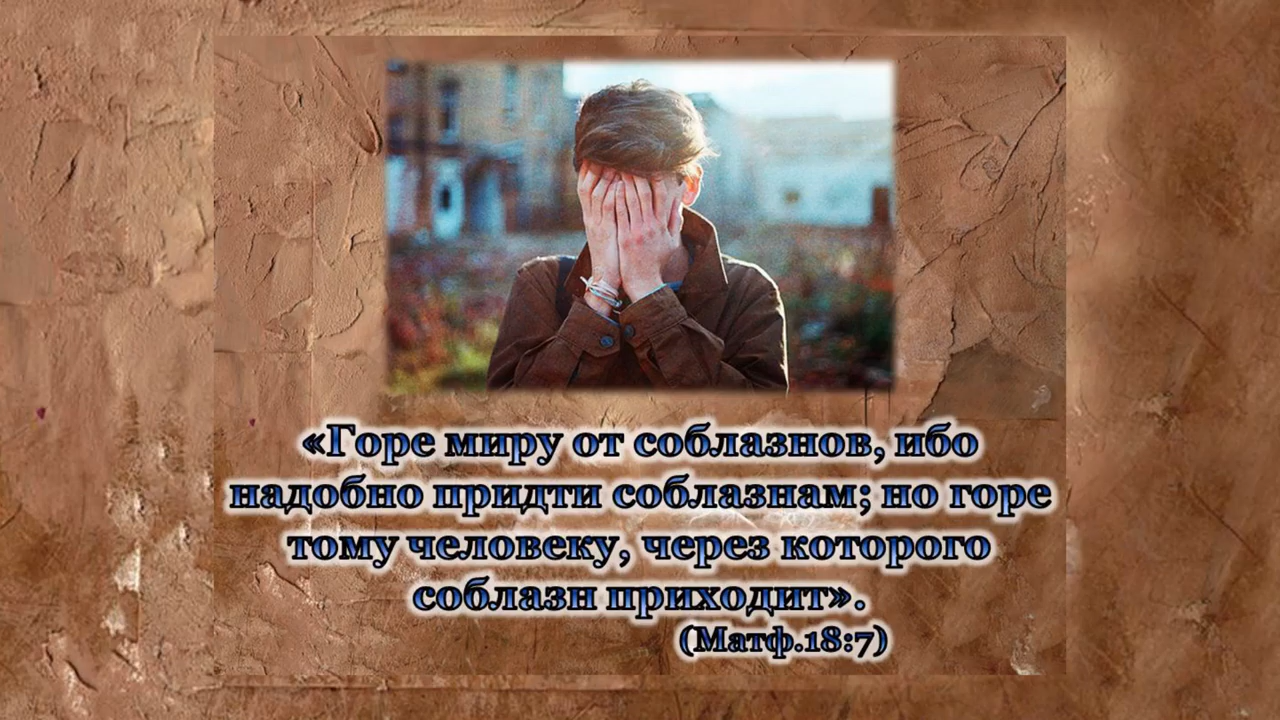 «Горе миру от соблазнов, ибо
надобно придти соблазнам; но горе
тому человеку, через которого
соблазн приходит».
(Матф.18:7)